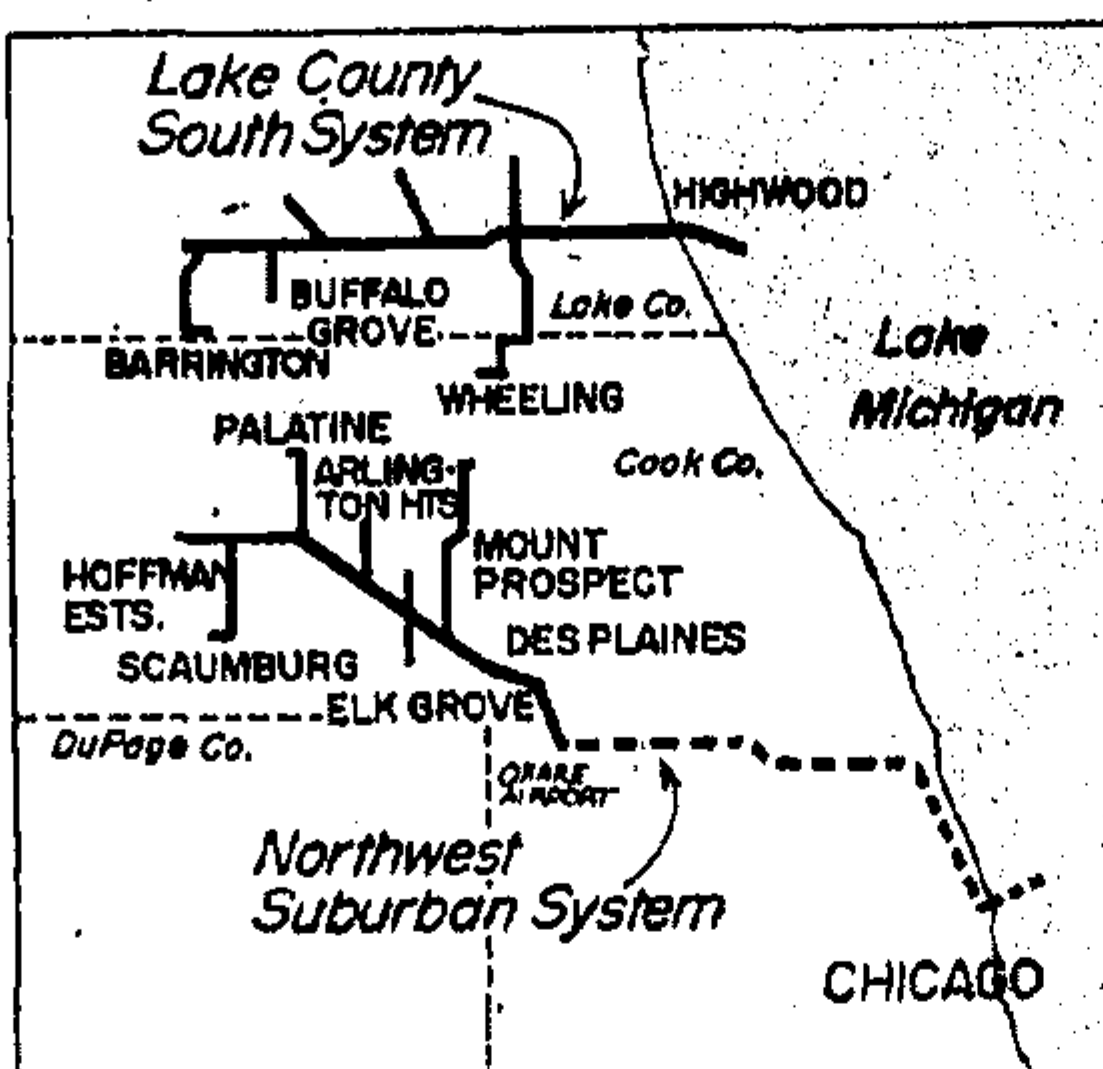 Lake County
South System
HIGHWOOD
BUFFALO
GROVE
Lake Co.
BARRINGTON
WHEELING
Lake
Michigan
PALATINE
ARLING-
TON HTS
Cook Co.
HOFFMAN
ESTS.
MOUNT
PROSPECT
SCAUMBURG
DES PLAINES
ELK GROVE
DuPage Co.
OHARE
AIRPORT
Northwest
Suburban System
CHICAGO